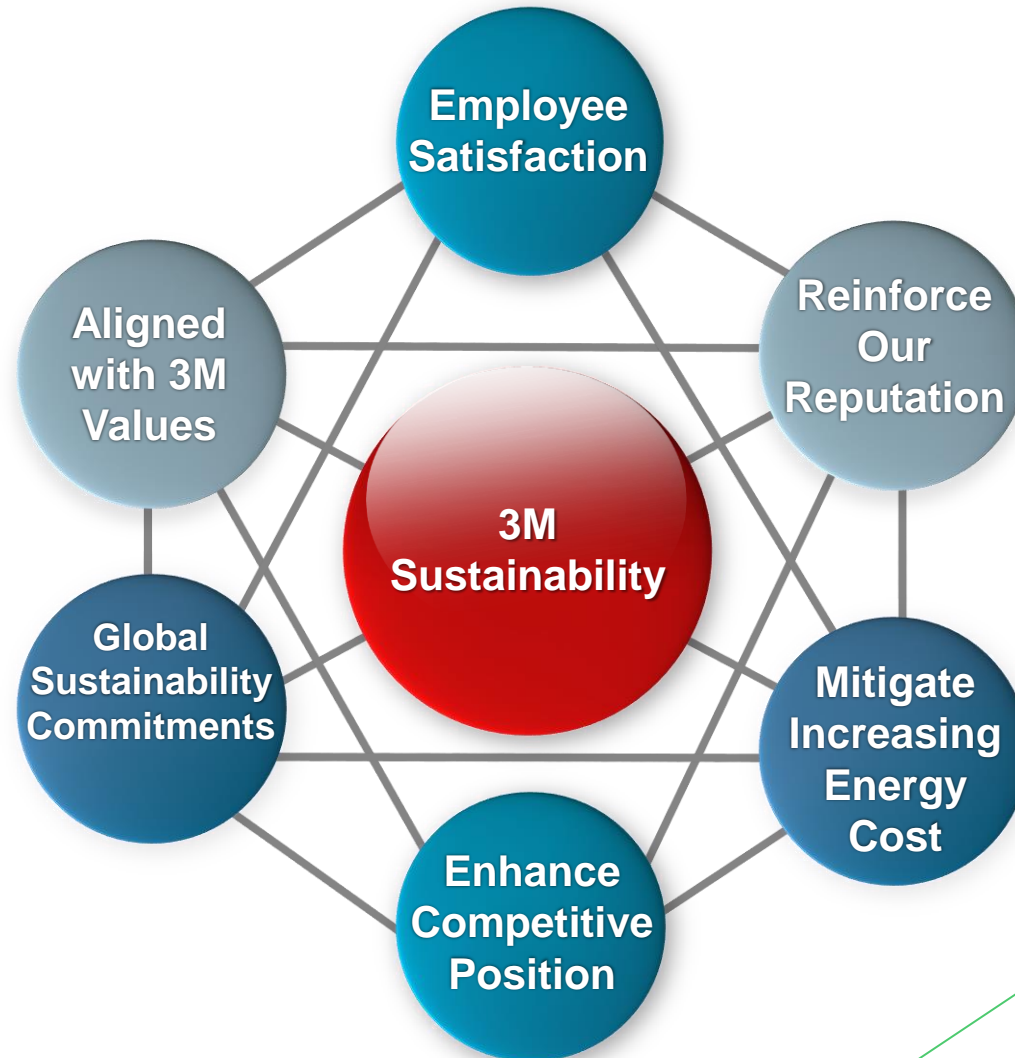 Employee
Satisfaction
Reinforce
Our
Reputation
Aligned
with 3M
Values
3M
Sustainability
Global
Sustainability
Commitments
Mitigate
Increasing
Energy
Cost
Enhance
Competitive
Position